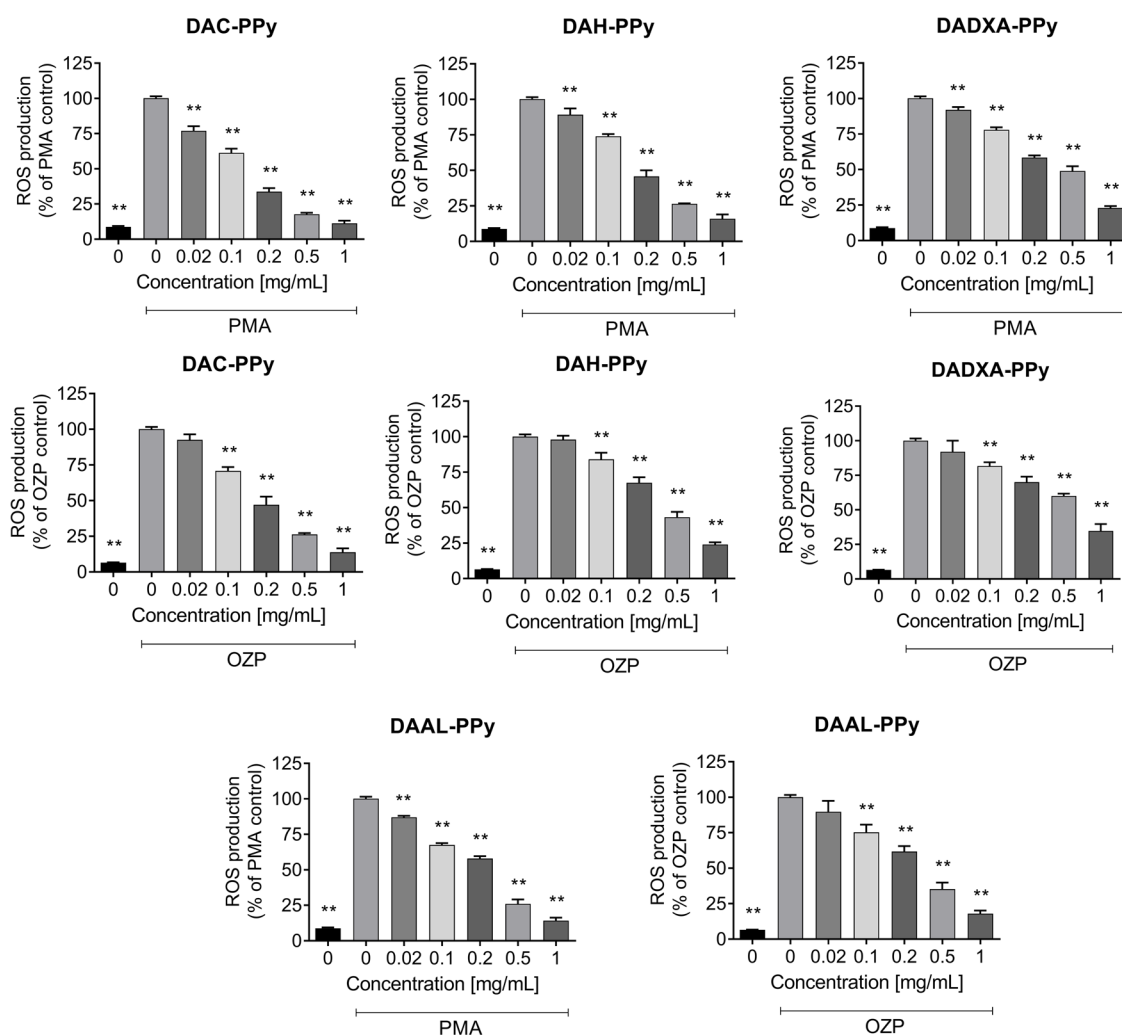 DAC-PPy
ROS production
(% of PMA control)
125
100
75
50
25
0
** ** ** ** ** **
0 0 0.02 0.1 0.2 0.5 1
Concentration [mg/mL]
PMA
DAH-PPy
ROS production
(% of PMA control)
125
100
75
50
25
0
** ** ** ** ** **
0 0 0.02 0.1 0.2 0.5 1
Concentration [mg/mL]
PMA
DADXA-PPy
ROS production
(% of PMA control)
125
100
75
50
25
0
** ** ** ** ** **
0 0 0.02 0.1 0.2 0.5 1
Concentration [mg/mL]
PMA
DAC-PPy
ROS production
(% of OZP control)
125
100
75
50
25
0
** ** ** ** **
0 0 0.02 0.1 0.2 0.5 1
Concentration [mg/mL]
OZP
DAH-PPy
ROS production
(% of OZP control)
125
100
75
50
25
0
** ** ** ** **
0 0 0.02 0.1 0.2 0.5 1
Concentration [mg/mL]
OZP
DADXA-PPy
ROS production
(% of OZP control)
125
100
75
50
25
0
** ** ** ** **
0 0 0.02 0.1 0.2 0.5 1
Concentration [mg/mL]
OZP
DAAL-PPy
ROS production
(% of PMA control)
125
100
75
50
25
0
** ** ** ** ** **
0 0 0.02 0.1 0.2 0.5 1
Concentration [mg/mL]
PMA
DAAL-PPy
ROS production
(% of OZP control)
125
100
75
50
25
0
** ** ** ** **
0 0 0.02 0.1 0.2 0.5 1
Concentration [mg/mL]
OZP